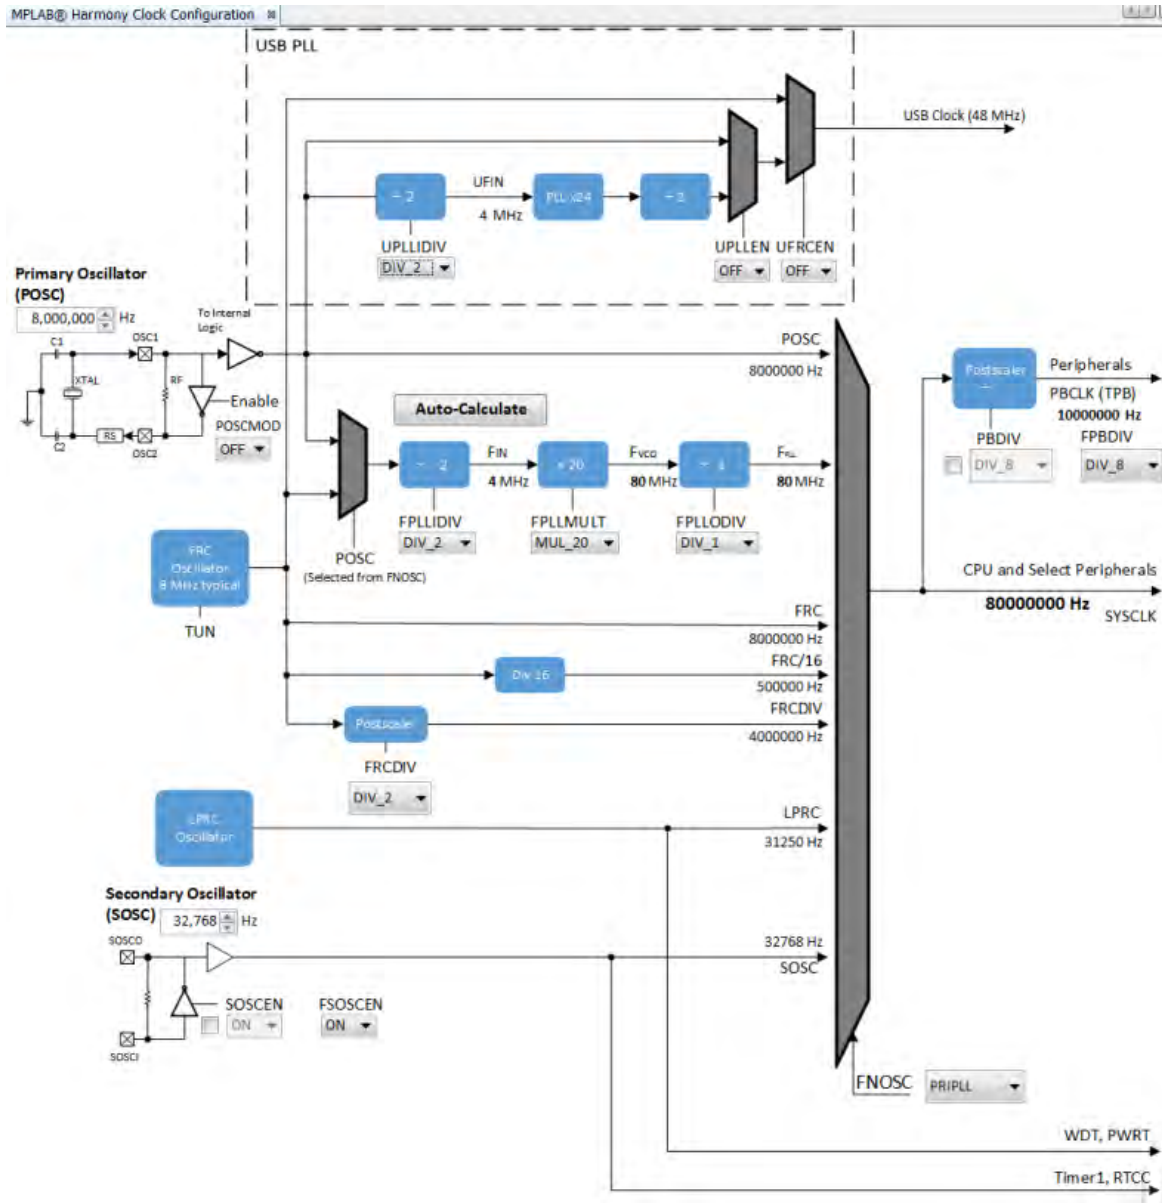 MPLAB® Harmony Clock Configuration
USB PLL
USB Clock (48 MHz)
÷ 2
UFIN
4 MHz
PLL x24
UPLLIDIV
DIV_2
UPLLEN
OFF
UFRCEN
OFF
Primary Oscillator
(POSC)
8,000,000 Hz
To Internal
Logic
OSC1
C1
XTAL
RF
Enable
C2
RS
OSC2
POSCMOD
OFF
POSC
8000000 Hz
Auto-Calculate
÷ 2
FIN
4 MHz
x 20
FVCO
80 MHz
÷ 1
80 MHz
FPLLIDIV
DIV_2
FPLLMULT
MUL_20
FPLLODIV
DIV_1
POSC
(Selected from FNOSC)
Postscaler
Peripherals
PBCLK (TPB)
10000000 Hz
PBDIV
DIV_8
FPBDIV
DIV_8
CPU and Select Peripherals
80000000 Hz
SYSCLK
FRC
Oscillator
8 MHz typical
TUN
FRC
8000000 Hz
Div 16
FRC/16
500000 Hz
Postscaler
FRCDIV
4000000 Hz
FRCDIV
DIV_2
LPRC
Oscillator
LPRC
31250 Hz
Secondary Oscillator
(SOSC) 32,768 Hz
SOSCO
SOSCI
SOSCEN
ON
FSOSCEN
ON
32768 Hz
SOSC
FNOSC
PRIPLL
WDT, PWRT
Timer1, RTCC